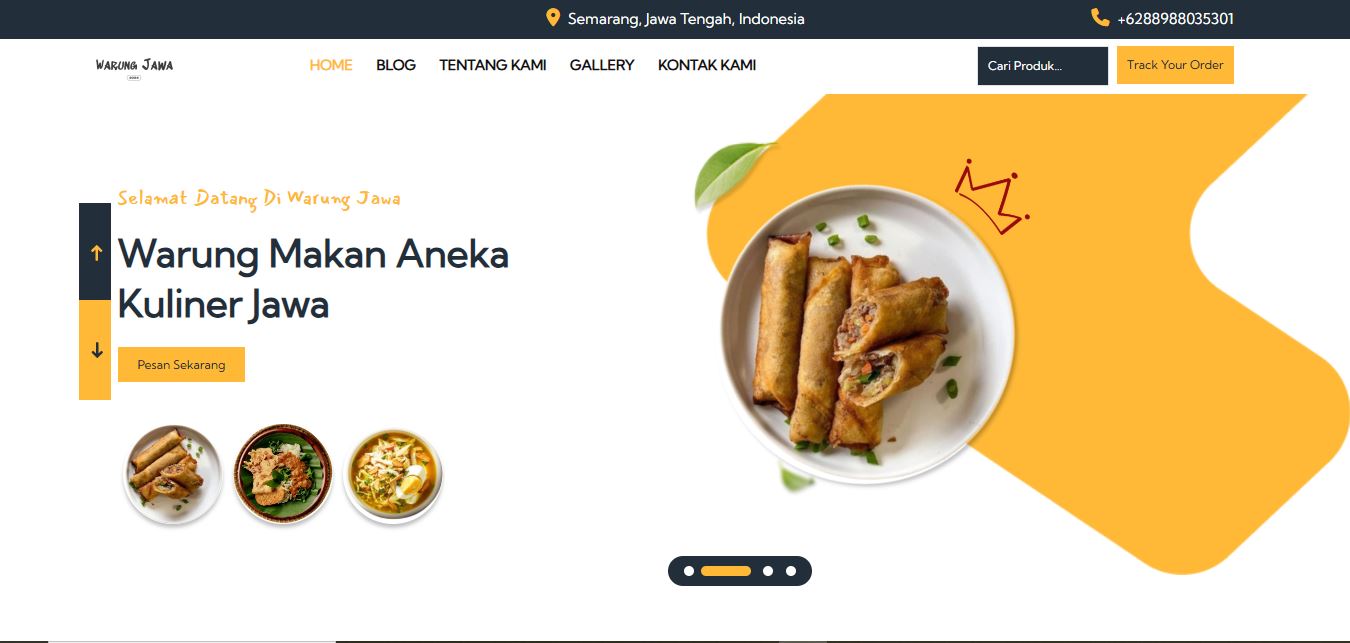 Semarang, Jawa Tengah, Indonesia
+6288988035301
WARUNG JAWA
HOME BLOG TENTANG KAMI GALLERY KONTAK KAMI
Cari Produk...
Track Your Order
Selamat Datang Di Warung Jawa
Warung Makan Aneka
Kuliner Jawa
Pesan Sekarang